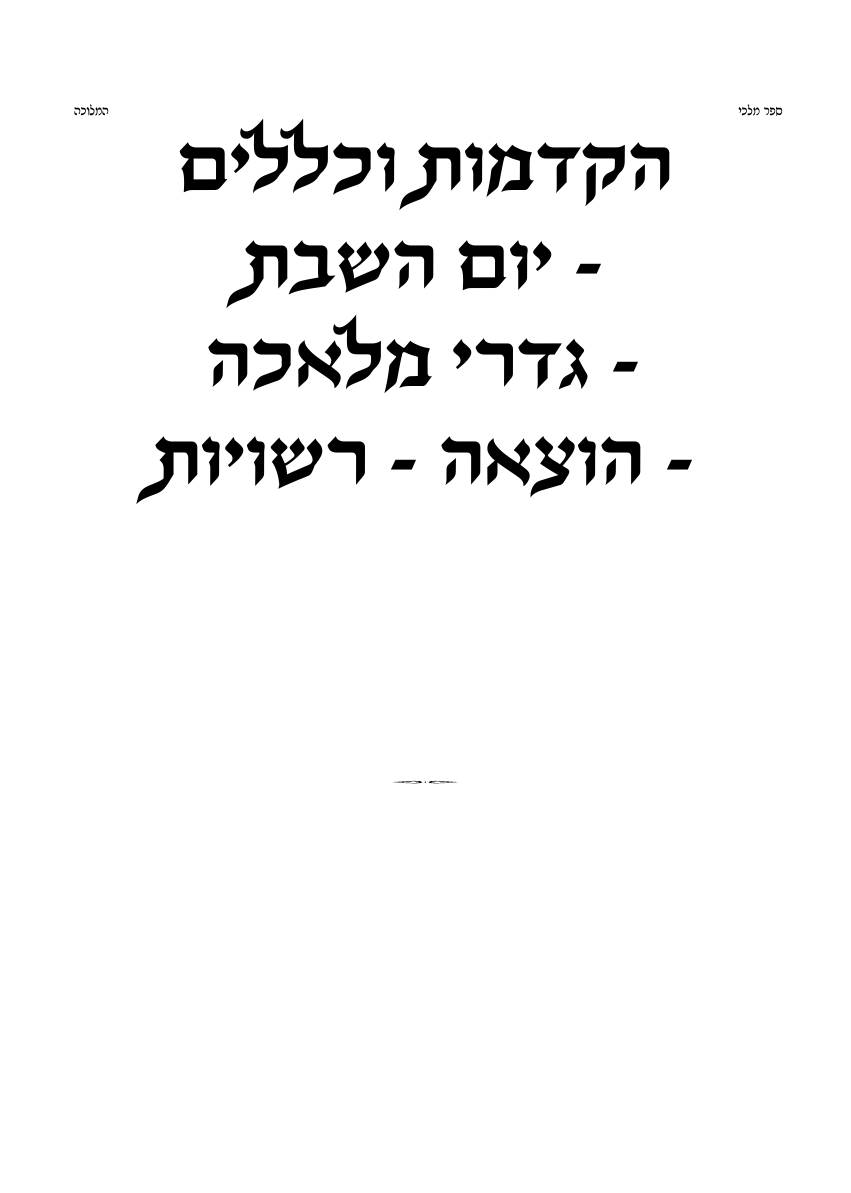 ספר מלכי המלוכה
הקדמות וכללים
- יום השבת
- גדרי מלאכה
- הוצאה - רשויות